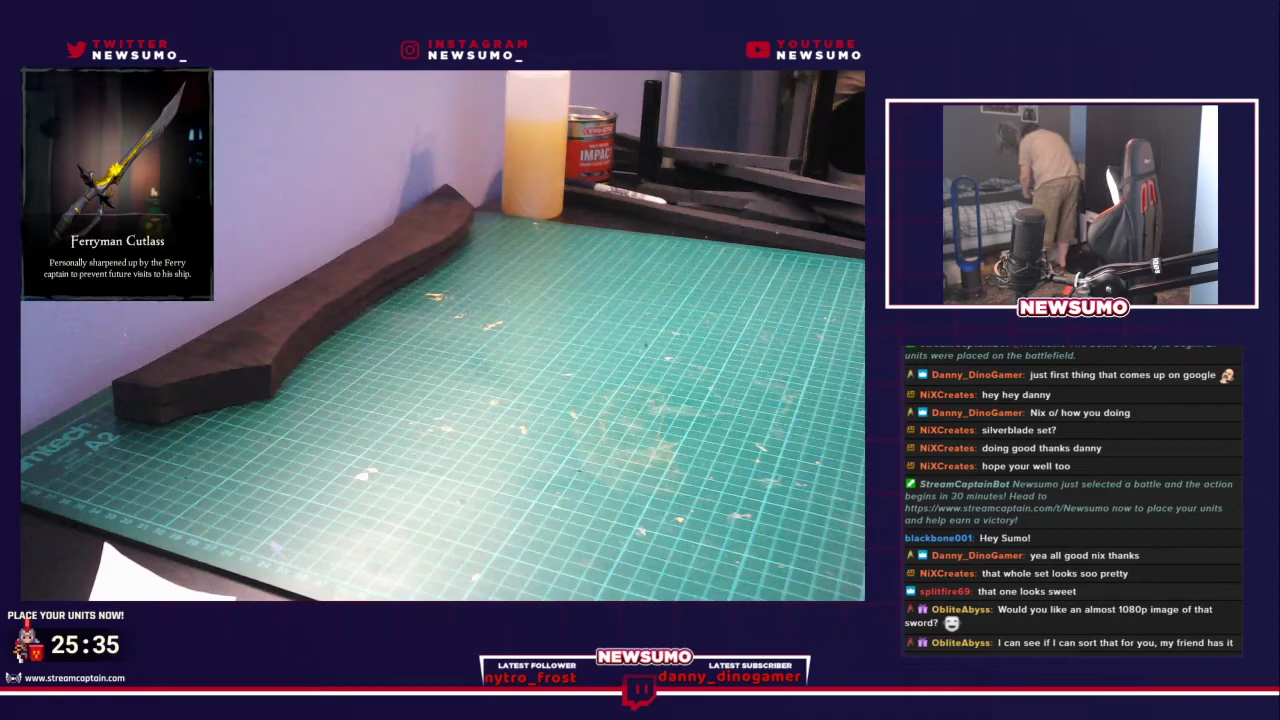 TWITTER
NEWSUMO_
INSTAGRAM
NEWSUMO_
YOUTUBE
NEWSUMO
Ferryman Cutlass
Personally sharpened up by the Ferry
captain to prevent future visits to his ship.
IMPAC
A2
NEWSUMO
units were placed on the battlefield.
Danny_DinoGamer: just first thing that comes up on google
NiXCreates: hey hey danny
Danny_DinoGamer: Nix o/ how you doing
NiXCreates: silverblade set?
NiXCreates: doing good thanks danny
NiXCreates: hope your well too
StreamCaptainBot Newsumo just selected a battle and the action
begins in 30 minutes! Head to
https://www.streamcaptain.com/t/Newsumo now to place your units
and help earn a victory!
blackbone001: Hey Sumo!
Danny_DinoGamer: yea all good nix thanks
NiXCreates: that whole set looks soo pretty
splitfire69: that one looks sweet
ObliteAbyss: Would you like an almost 1080p image of that
sword?
ObliteAbyss: I can see if I can sort that for you, my friend has it
PLACE YOUR UNITS NOW!
25:35
www.streamcaptain.com
NEWSUMO
LATEST FOLLOWER
nytro_frost
LATEST SUBSCRIBER
danny_dinogamer